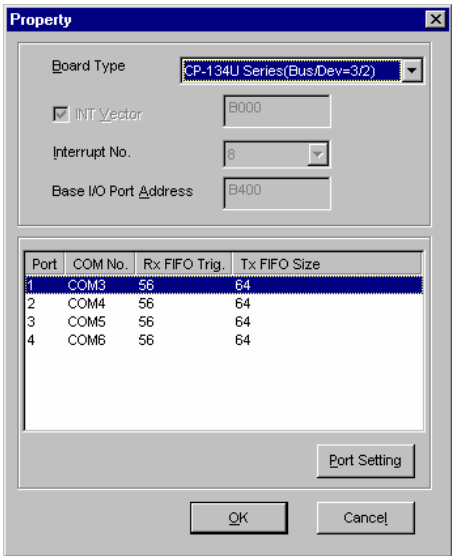 Property
Board Type CP-134U Series(Bus/Dev=3/2)
INT Vector B000
Interrupt No. 8
Base I/O Port Address B400
Port COM No. Rx FIFO Trig. Tx FIFO Size
1 COM3 56 64
2 COM4 56 64
3 COM5 56 64
4 COM6 56 64
Port Setting
OK Cancel